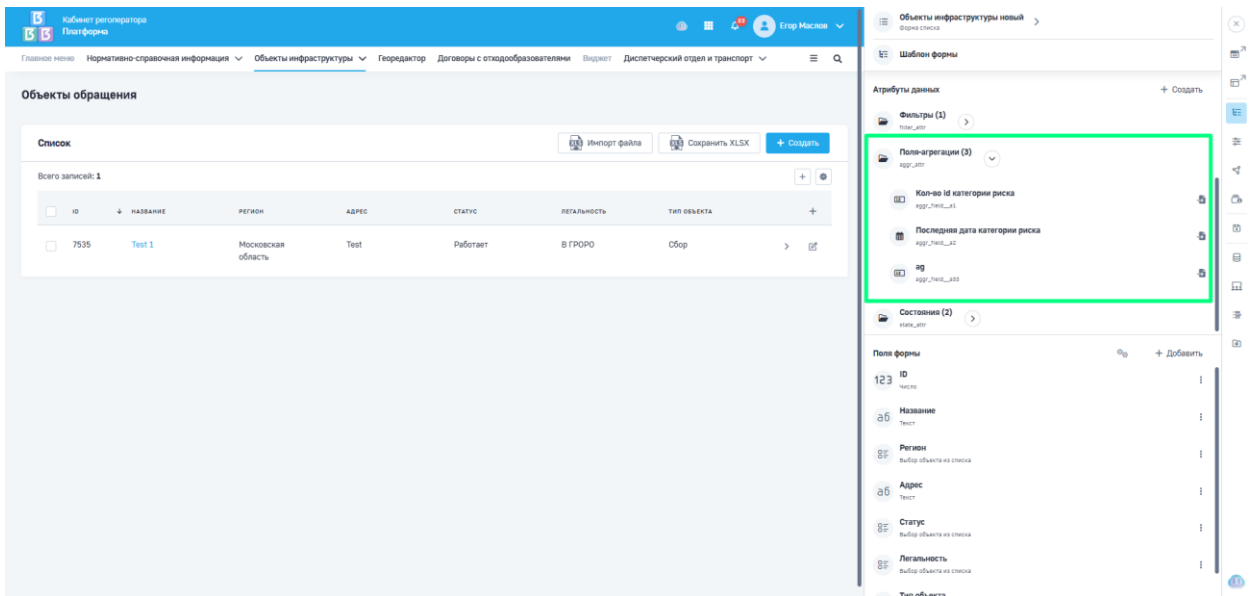 Кабинет регоператора
Платформа
Егор Маслов
Главное меню Нормативно-справочная информация Объекты инфраструктуры Георедактор Договоры с отходообразователями Виджет Диспетчерский отдел и транспорт
Объекты обращения
Список
Импорт файла
Сохранить XLSX
+ Создать
Всего записей: 1
ID НАЗВАНИЕ РЕГИОН АДРЕС СТАТУС ЛЕГАЛЬНОСТЬ ТИП ОБЪЕКТА
7535 Test 1 Московская область Test Работает В ГРОРО Сбор
Объекты инфраструктуры новый
Форма списка
Шаблон формы
Атрибуты данных
+ Создать
Фильтры (1)
filter_attr
Поля-агрегации (3)
aggr_attr
Кол-во id категории риска
aggr_field__a1
Последняя дата категории риска
aggr_field__a2
ag
aggr_field__add
Состояния (2)
state_attr
Поля формы
+ Добавить
123 ID
Число
аб Название
Текст
Регион
Выбор объекта из списка
аб Адрес
Текст
Статус
Выбор объекта из списка
Легальность
Выбор объекта из списка
Тип объекта